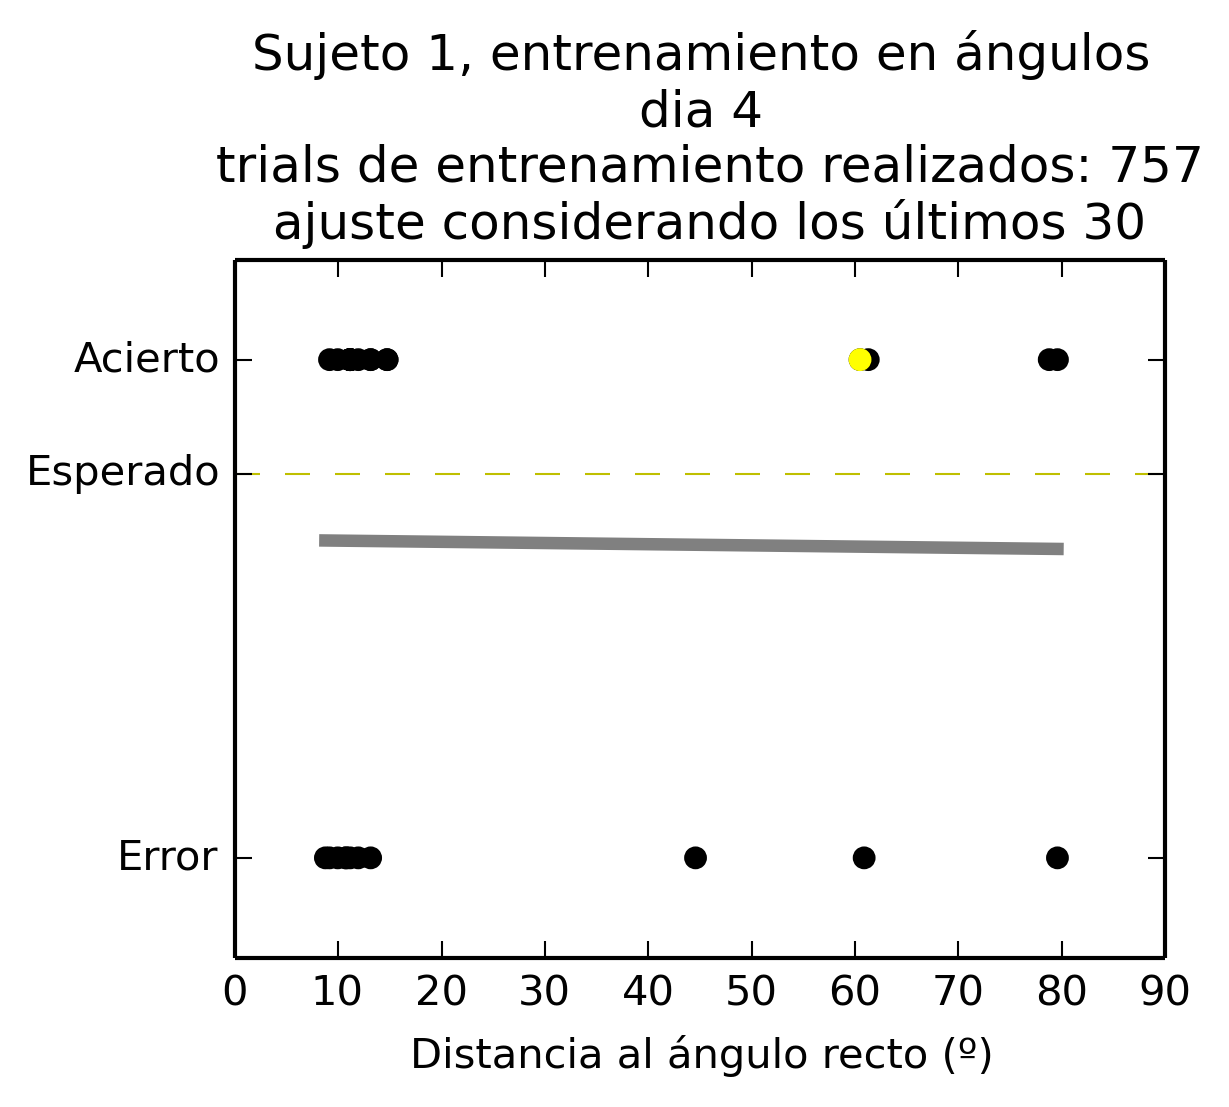 Sujeto 1, entrenamiento en ángulos
dia 4
trials de entrenamiento realizados: 757
ajuste considerando los últimos 30
Acierto
Esperado
Error
0 10 20 30 40 50 60 70 80 90
Distancia al ángulo recto (º)